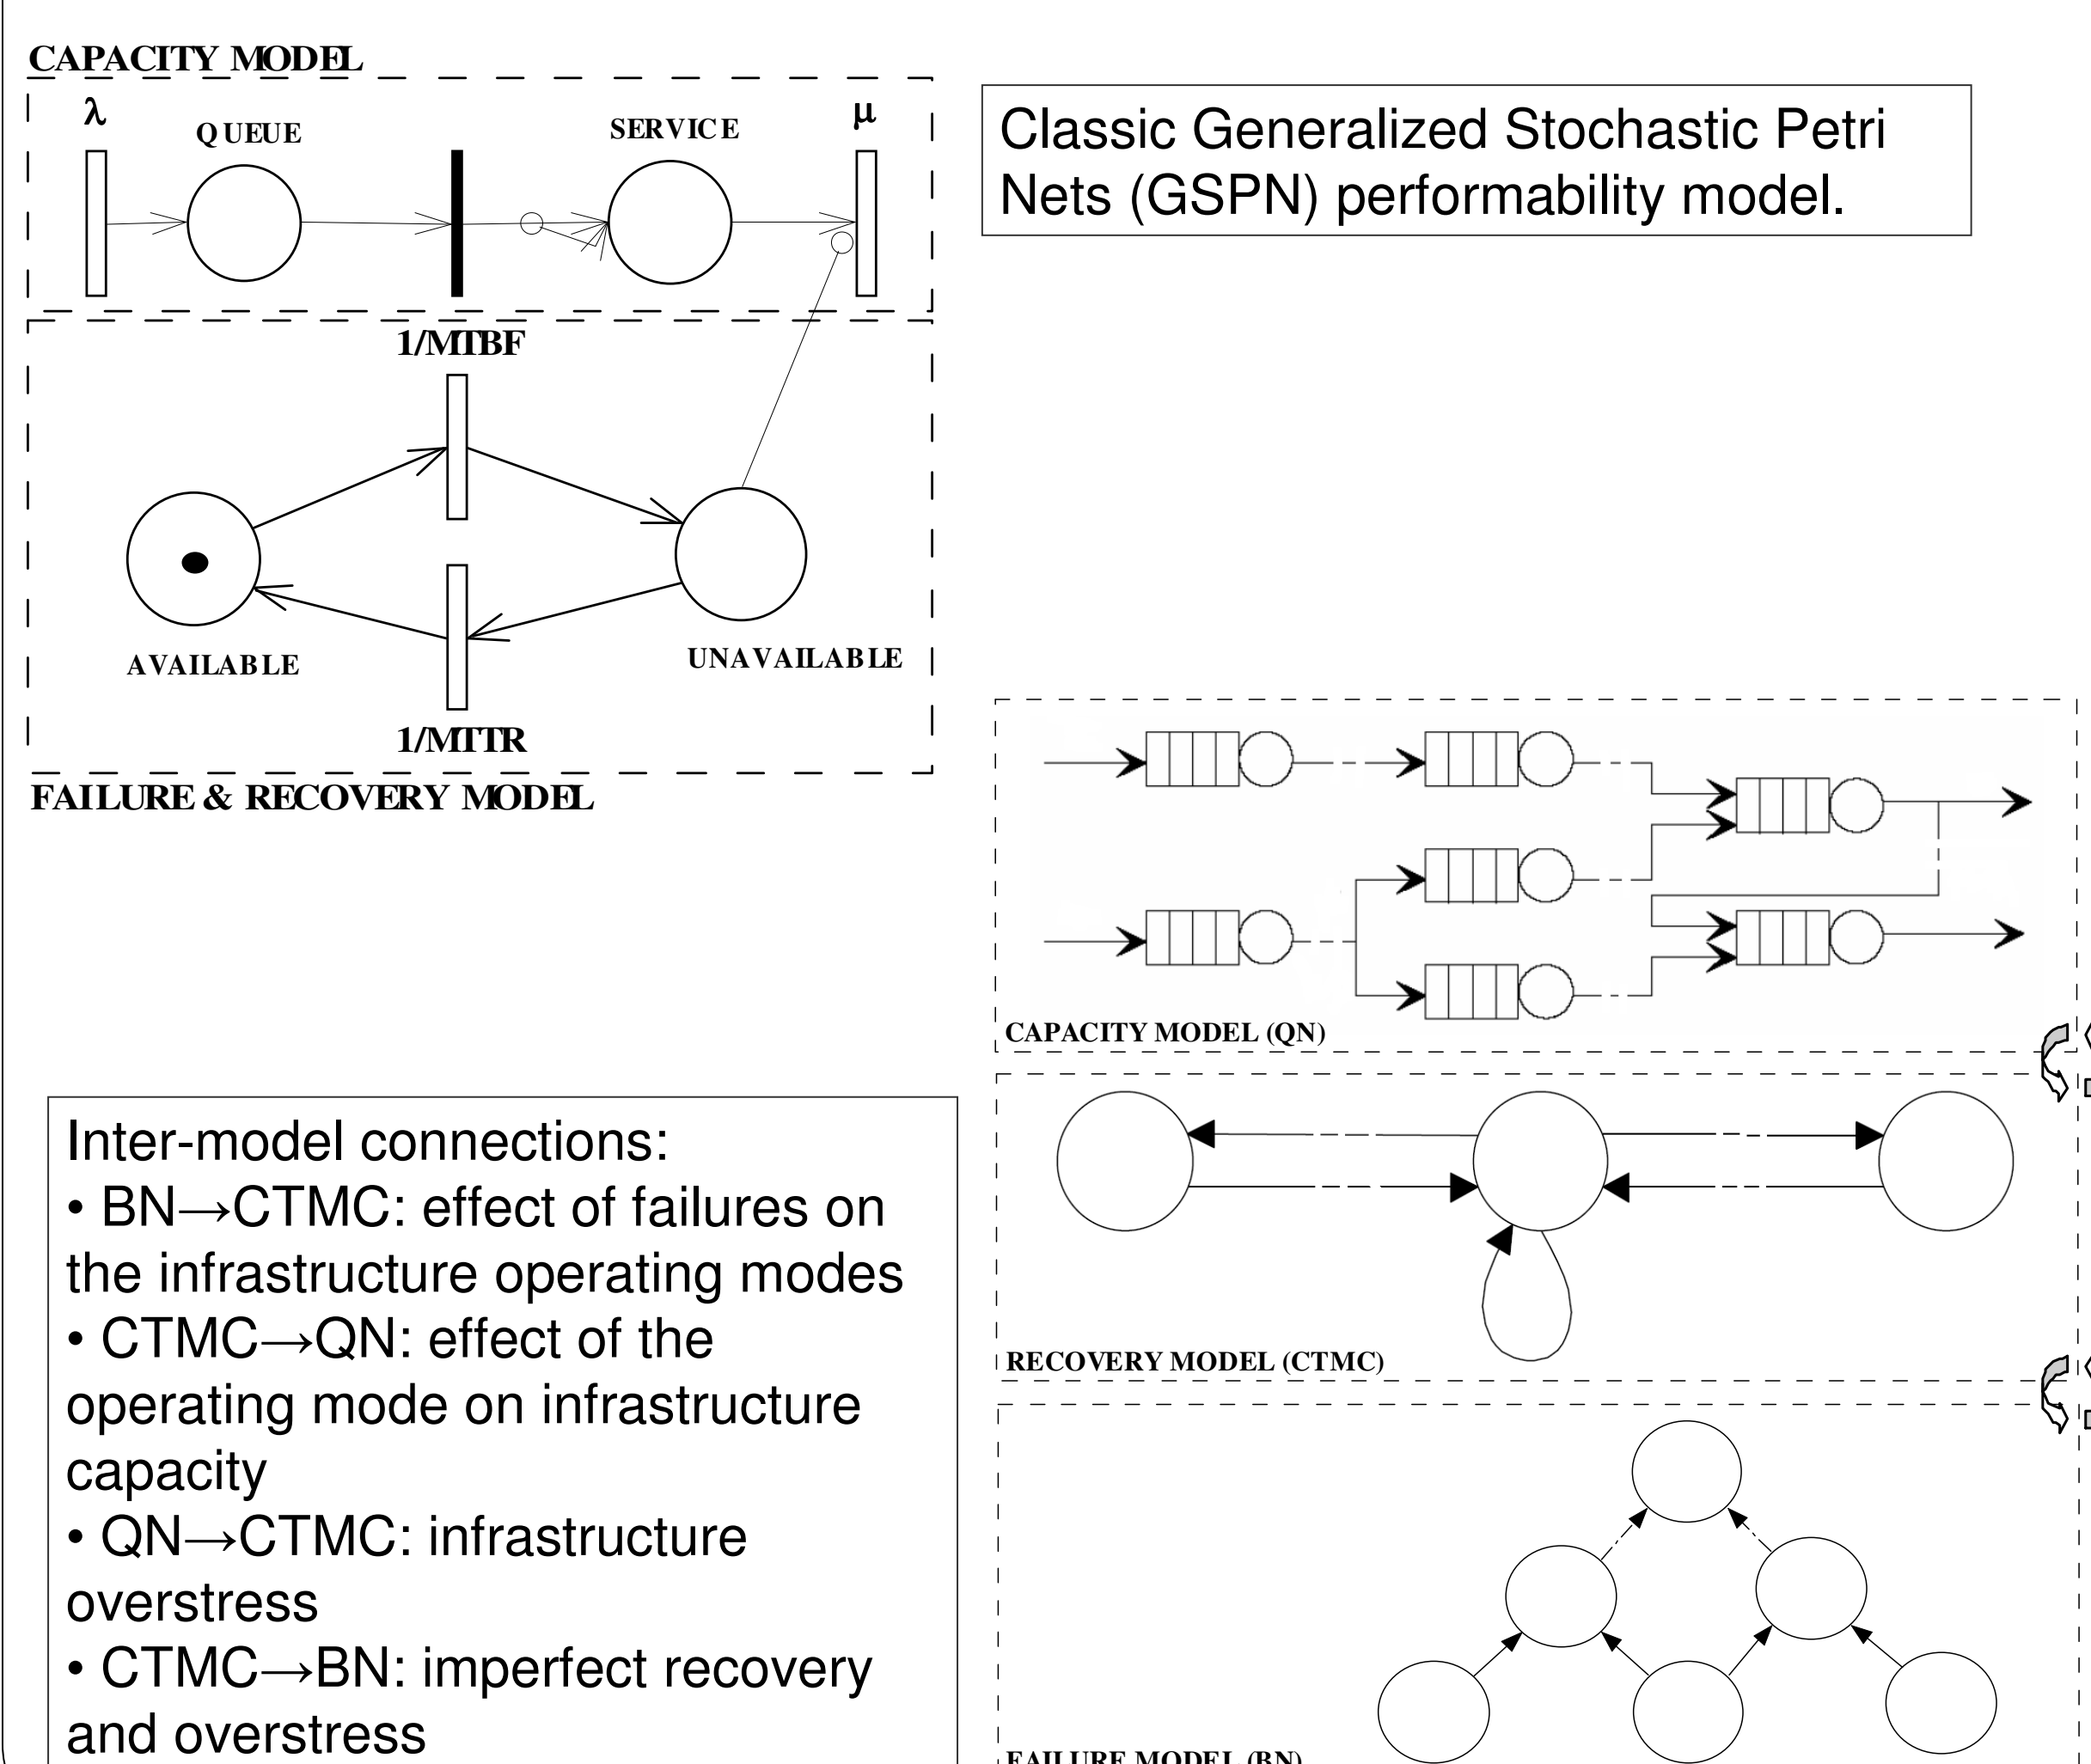 CAPACITY MODEL
λ
QUEUE
SERVICE
μ
1/MTBF
AVAILABLE
UNAVAILABLE
1/MTTR
FAILURE & RECOVERY MODEL
Classic Generalized Stochastic Petri
Nets (GSPN) performability model.
CAPACITY MODEL (QN)
RECOVERY MODEL (CTMC)
FAILURE MODEL (BN)
Inter-model connections:
• BN→CTMC: effect of failures on
the infrastructure operating modes
• CTMC→QN: effect of the
operating mode on infrastructure
capacity
• QN→CTMC: infrastructure
overstress
• CTMC→BN: imperfect recovery
and overstress